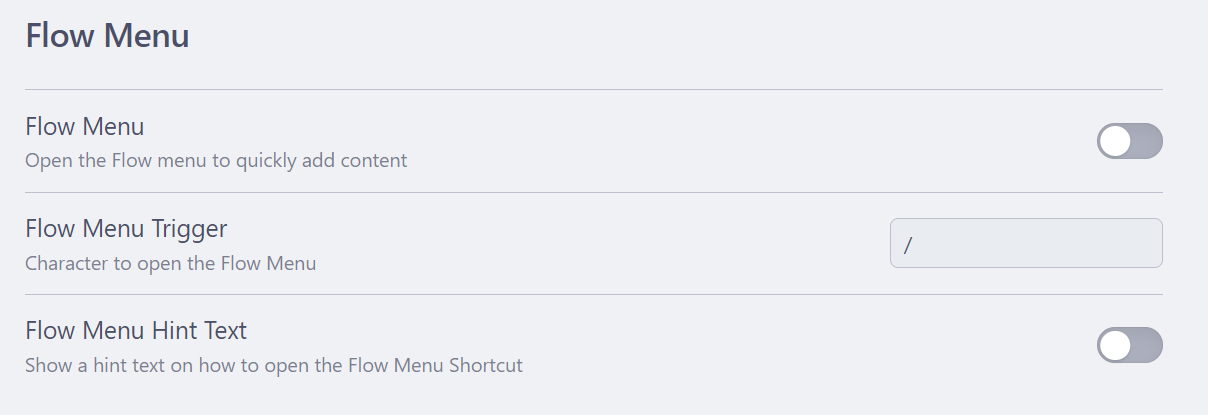 Flow Menu
Flow Menu
Open the Flow menu to quickly add content
Flow Menu Trigger
/
Character to open the Flow Menu
Flow Menu Hint Text
Show a hint text on how to open the Flow Menu Shortcut